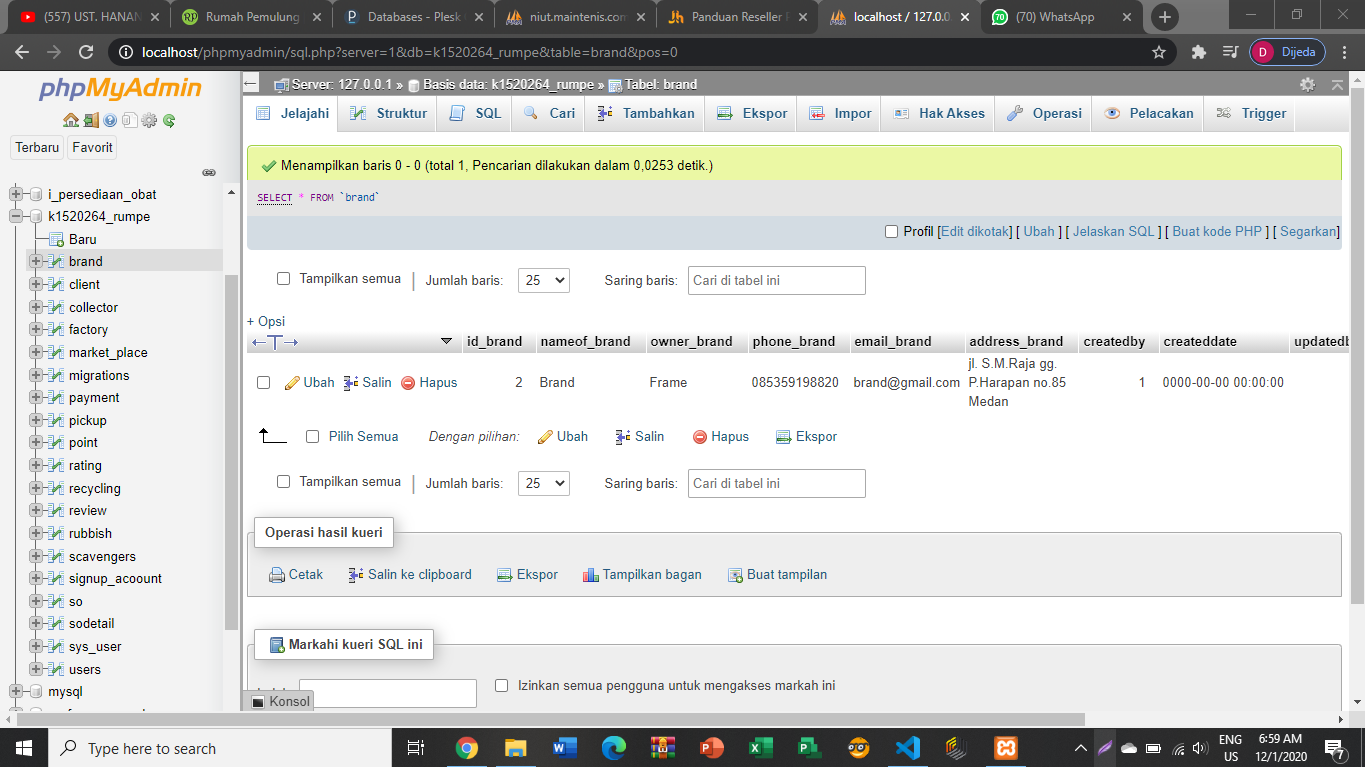 (557) UST. HANAN
Rumah Pemulung
Databases - Plesk
niut.maintenis.com
Panduan Reseller
localhost / 127.0.0
(70) WhatsApp
localhost/phpmyadmin/sql.php?server=1&db=k1520264_rumpe&table=brand&pos=0
D Dijeda
phpMyAdmin
Terbaru Favorit
i_persediaan_obat
k1520264_rumpe
Baru
brand
client
collector
factory
market_place
migrations
payment
pickup
point
rating
recycling
review
rubbish
scavengers
signup_acoount
so
sodetail
sys_user
users
mysql
Server: 127.0.0.1 » Basis data: k1520264_rumpe » Tabel: brand
Jelajahi Struktur SQL Cari Tambahkan Ekspor Impor Hak Akses Operasi Pelacakan Trigger
Menampilkan baris 0 - 0 (total 1, Pencarian dilakukan dalam 0,0253 detik.)
SELECT * FROM `brand`
Profil [Edit dikotak] [ Ubah ] [ Jelaskan SQL ] [ Buat kode PHP ] [ Segarkan]
Tampilkan semua | Jumlah baris: 25 Saring baris: Cari di tabel ini
+ Opsi
←T→ id_brand nameof_brand owner_brand phone_brand email_brand address_brand createdby createddate updatedb
Ubah Salin Hapus 2 Brand Frame 085359198820 brand@gmail.com jl. S.M.Raja gg. P.Harapan no.85 Medan 1 0000-00-00 00:00:00
Pilih Semua Dengan pilihan: Ubah Salin Hapus Ekspor
Tampilkan semua | Jumlah baris: 25 Saring baris: Cari di tabel ini
Operasi hasil kueri
Cetak Salin ke clipboard Ekspor Tampilkan bagan Buat tampilan
Markahi kueri SQL ini
Izinkan semua pengguna untuk mengakses markah ini
Konsol
Type here to search
ENG
US
6:59 AM
12/1/2020
7